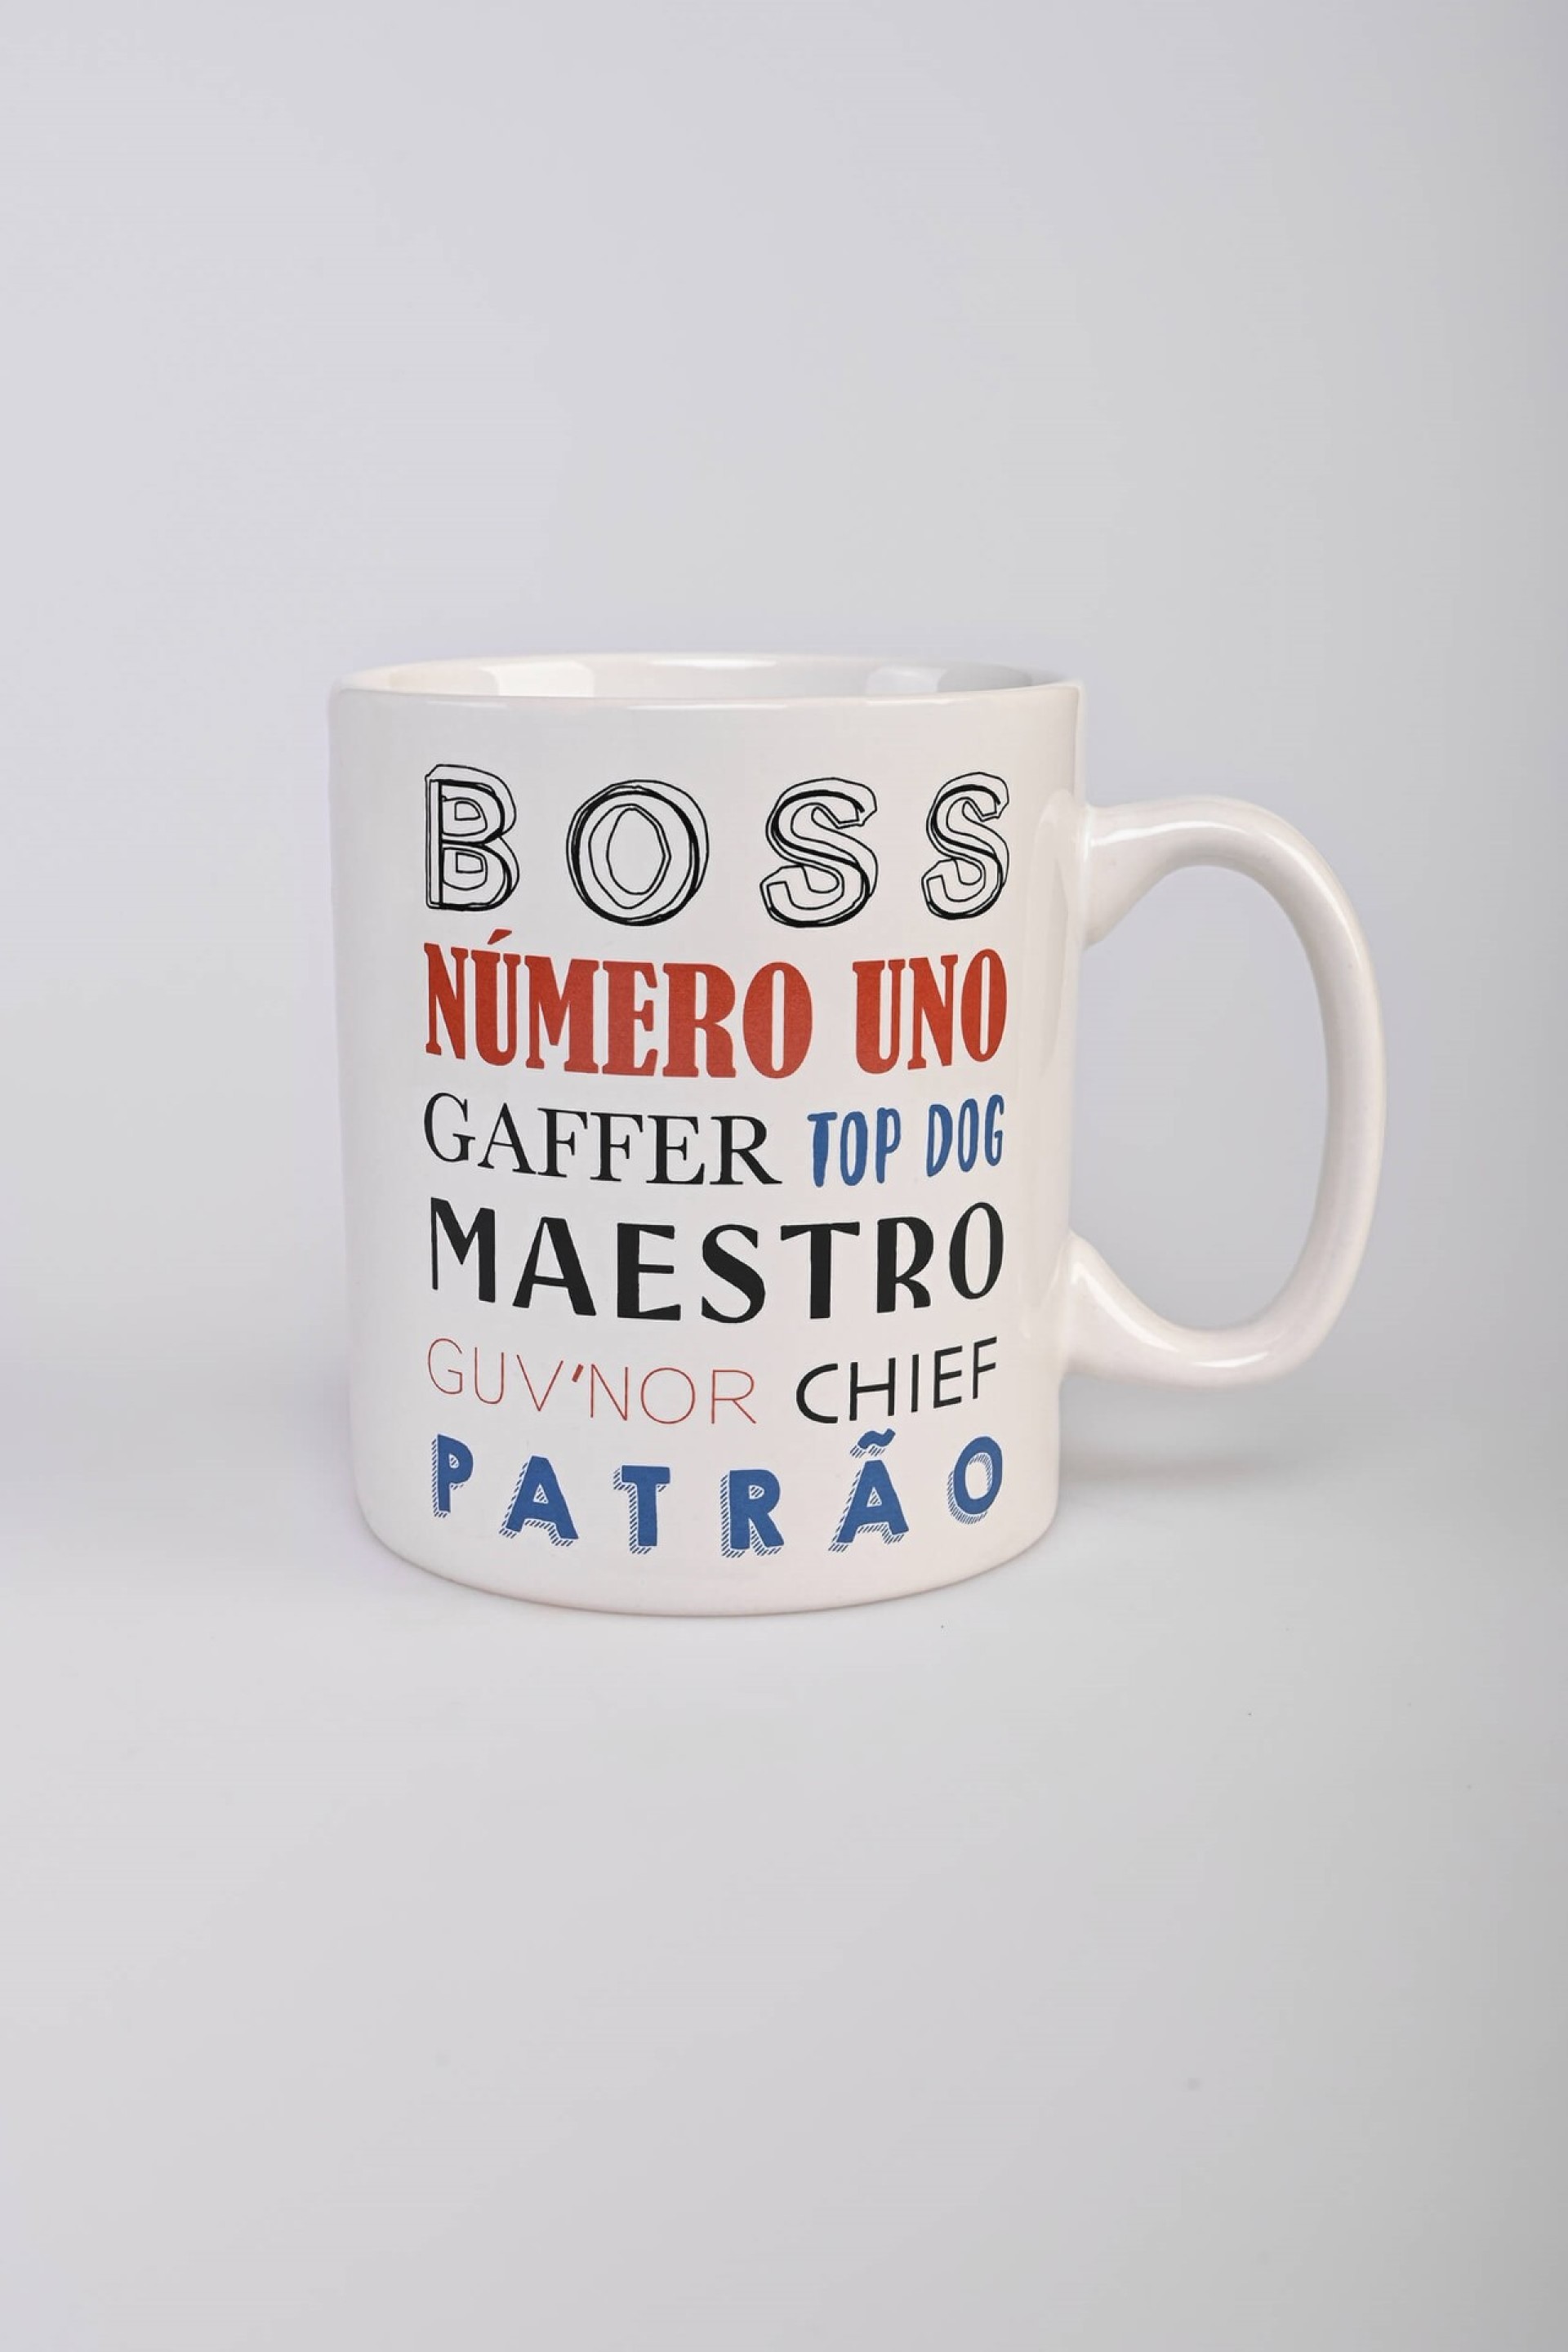 BOSS
NÚMERO UNO
GAFFER TOP DOG
MAESTRO
GUV'NOR CHIEF
PATRÃO